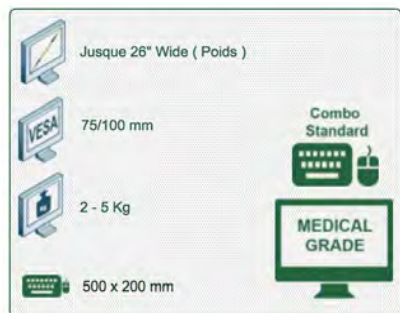 Jusque 26" Wide ( Poids )
VESA
75/100 mm
2 - 5 Kg
500 x 200 mm
Combo
Standard
MEDICAL
GRADE